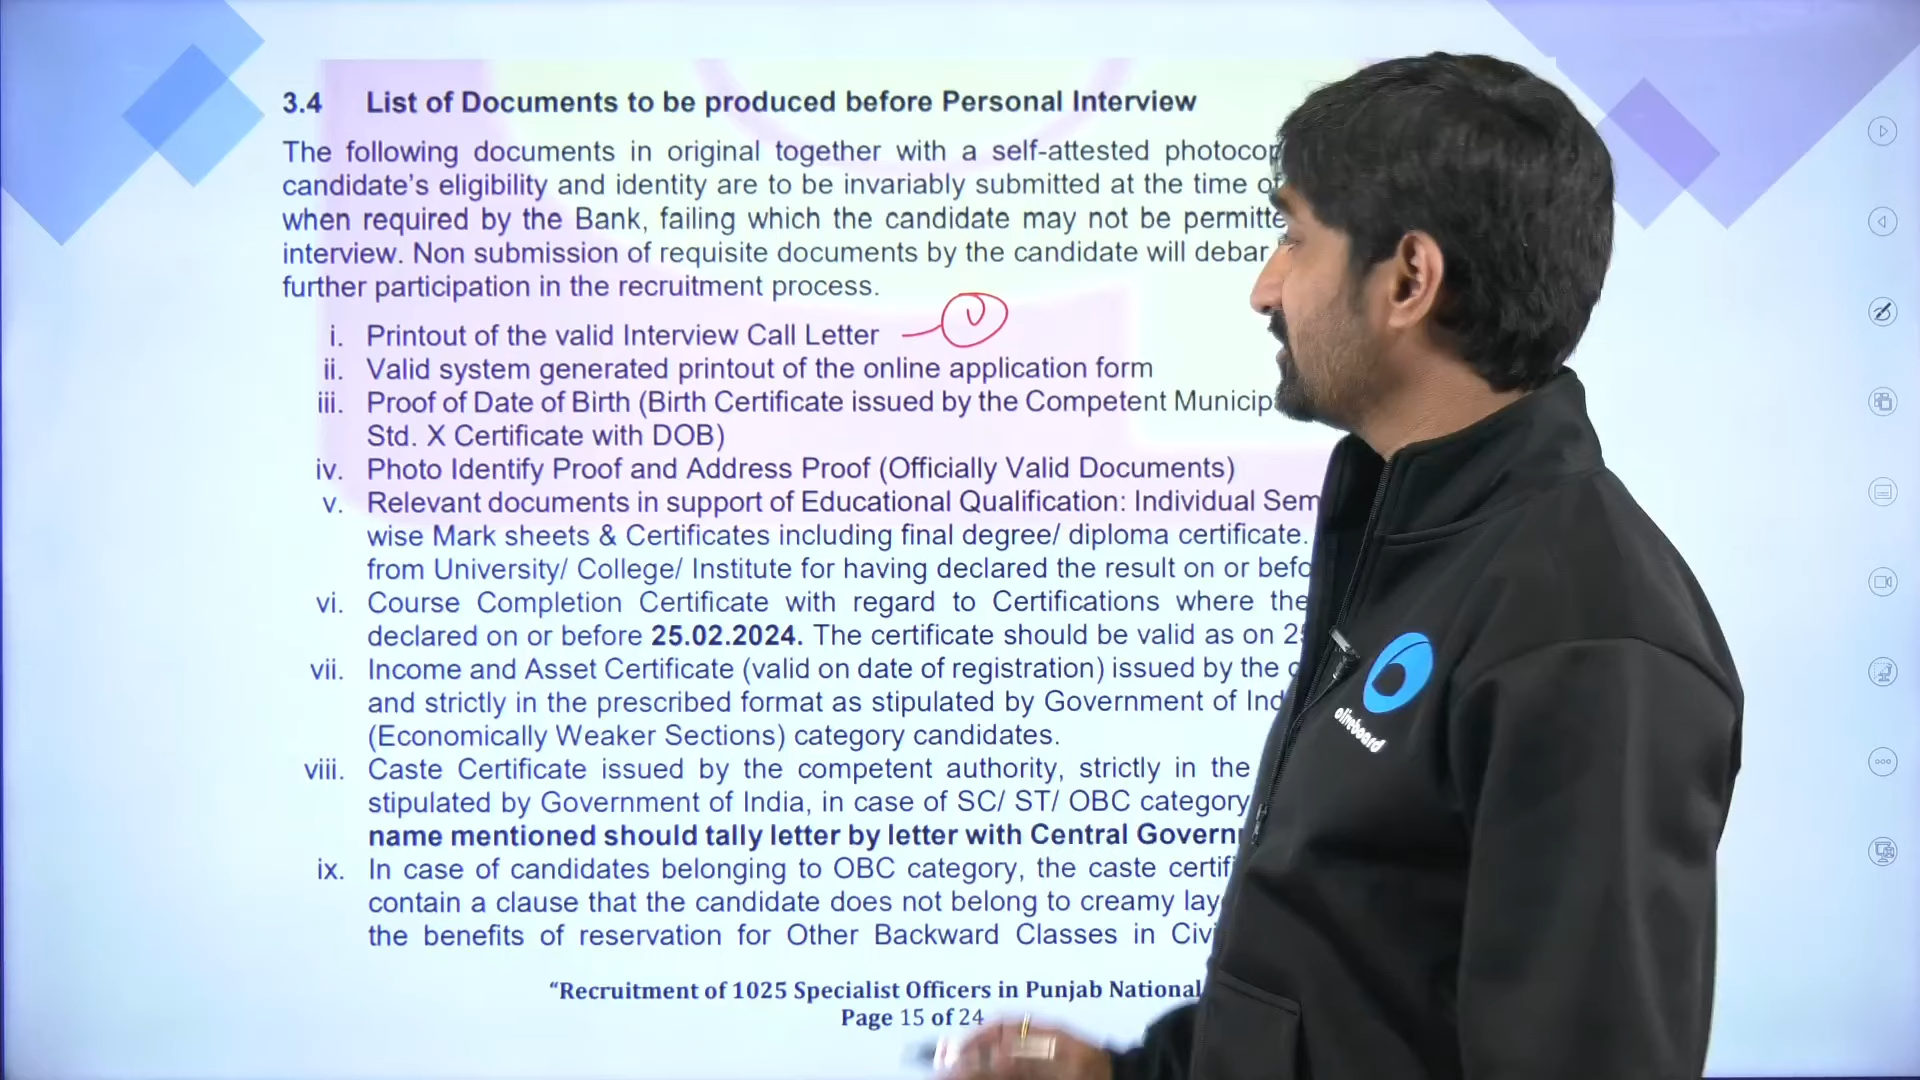 3.4 List of Documents to be produced before Personal Interview
The following documents in original together with a self-attested
candidate's eligibility and identity are to be invariably submitted at the time of
when required by the Bank, failing which the candidate may not be
interview. Non submission of requisite documents by the candidate will debar
further participation in the recruitment process.
i. Printout of the valid Interview Call Letter
ii. Valid system generated printout of the online application form
iii. Proof of Date of Birth (Birth Certificate issued by the Competent
Std. X Certificate with DOB)
iv. Photo Identify Proof and Address Proof (Officially Valid Documents)
v. Relevant documents in support of Educational Qualification: Individual
wise Mark sheets & Certificates including final degree/ diploma certificate.
from University/ College/ Institute for having declared the result on or
vi. Course Completion Certificate with regard to Certifications where the
declared on or before 25.02.2024. The certificate should be valid as on
vii. Income and Asset Certificate (valid on date of registration) issued by the
and strictly in the prescribed format as stipulated by Government of
(Economically Weaker Sections) category candidates.
viii. Caste Certificate issued by the competent authority, strictly in the
stipulated by Government of India, in case of SC/ ST/ OBC category
name mentioned should tally letter by letter with Central
ix. In case of candidates belonging to OBC category, the caste
contain a clause that the candidate does not belong to creamy
the benefits of reservation for Other Backward Classes in
“Recruitment of 1025 Specialist Officers in Punjab National
Page 15 of 24
oliveboard